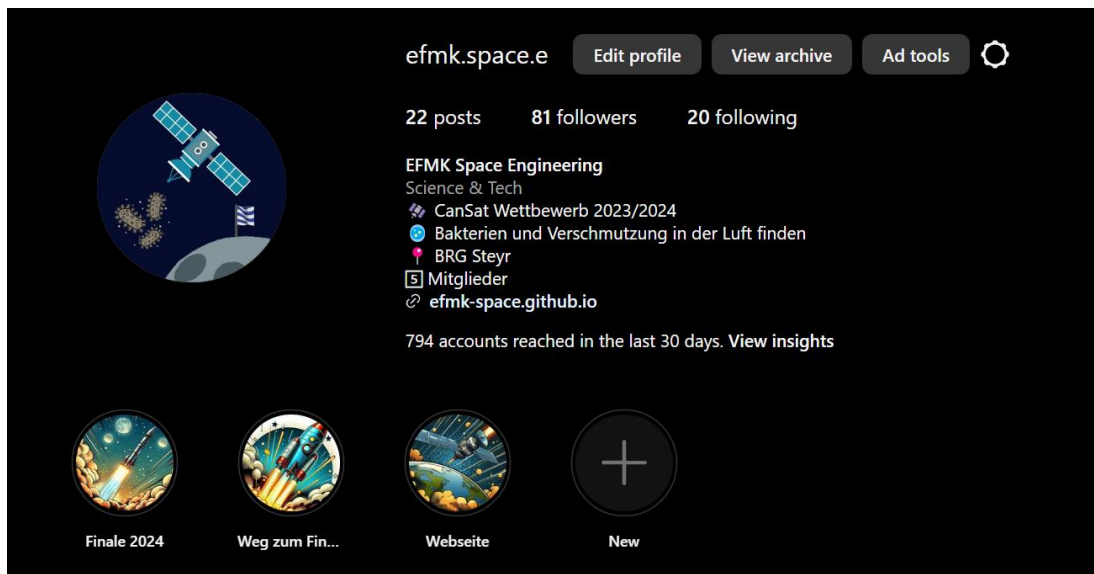 efmk.space.e Edit profile View archive Ad tools
22 posts 81 followers 20 following
EFMK Space Engineering
Science & Tech
CanSat Wettbewerb 2023/2024
Bakterien und Verschmutzung in der Luft finden
BRG Steyr
5 Mitglieder
efmk-space.github.io
794 accounts reached in the last 30 days. View insights
Finale 2024 Weg zum Fin... Webseite New